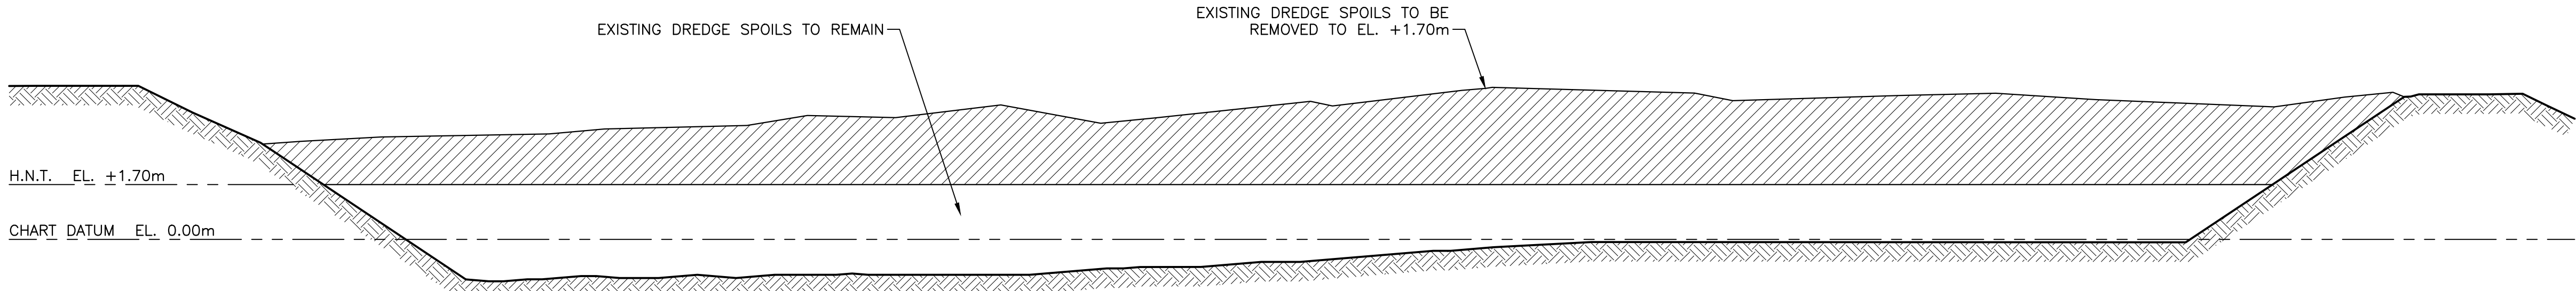 EXISTING DREDGE SPOILS TO BE
REMOVED TO EL. +1.70m
EXISTING DREDGE SPOILS TO REMAIN
H.N.T. EL. +1.70m
CHART DATUM EL. 0.00m